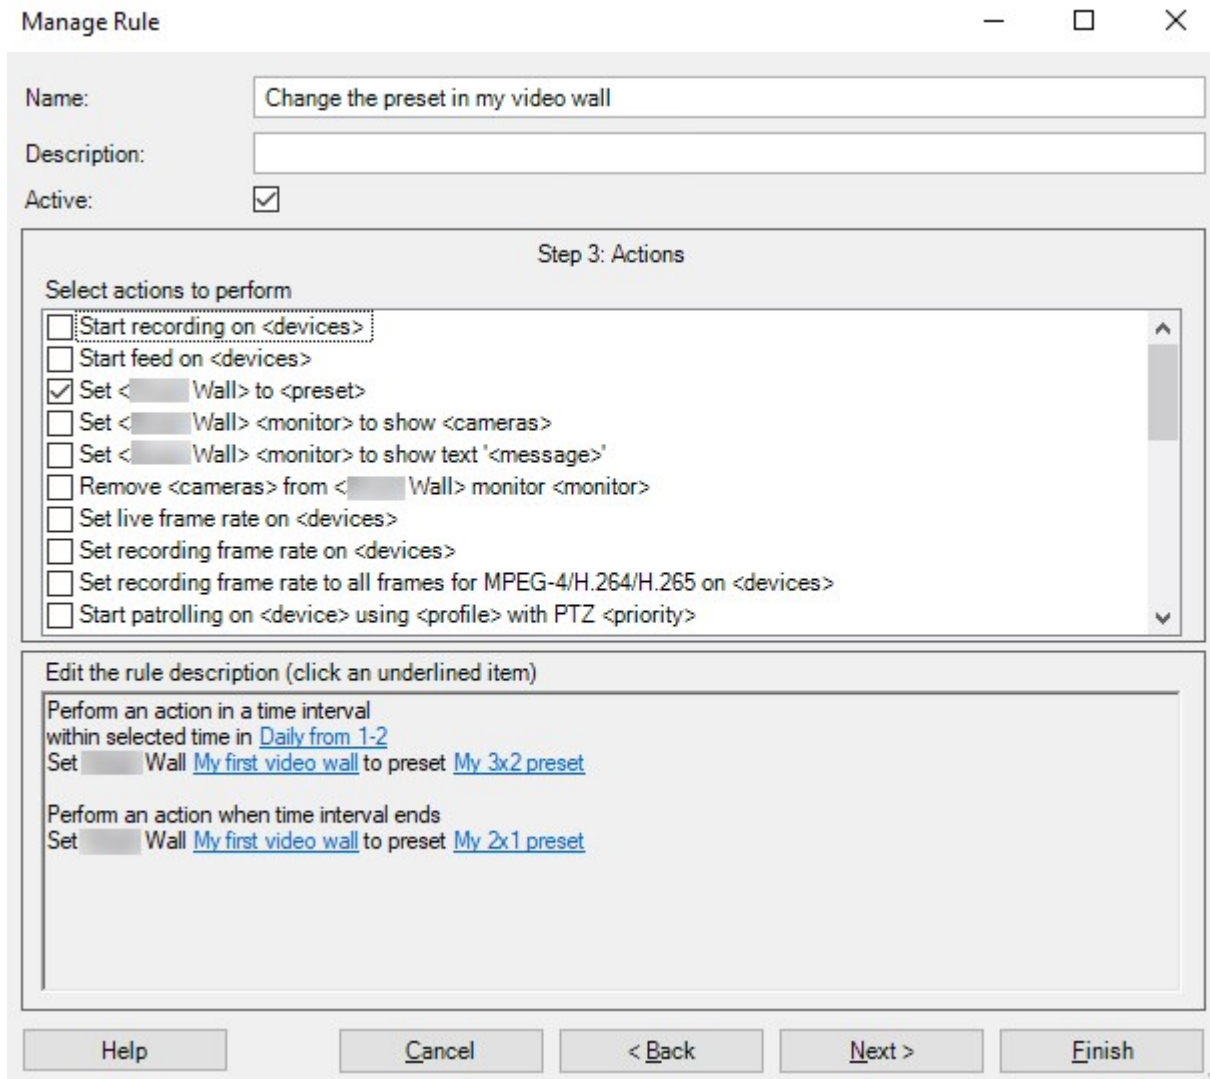 Manage Rule
Name: Change the preset in my video wall
Description:
Active:
Step 3: Actions
Select actions to perform
Start recording on <devices>
Start feed on <devices>
Set < Wall> to <preset>
Set < Wall> <monitor> to show <cameras>
Set < Wall> <monitor> to show text '<message>'
Remove <cameras> from < Wall> monitor <monitor>
Set live frame rate on <devices>
Set recording frame rate on <devices>
Set recording frame rate to all frames for MPEG-4/H.264/H.265 on <devices>
Start patrolling on <device> using <profile> with PTZ <priority>
Edit the rule description (click an underlined item)
Perform an action in a time interval
within selected time in Daily from 1-2
Set Wall My first video wall to preset My 3x2 preset
Perform an action when time interval ends
Set Wall My first video wall to preset My 2x1 preset
Help Cancel < Back Next > Finish